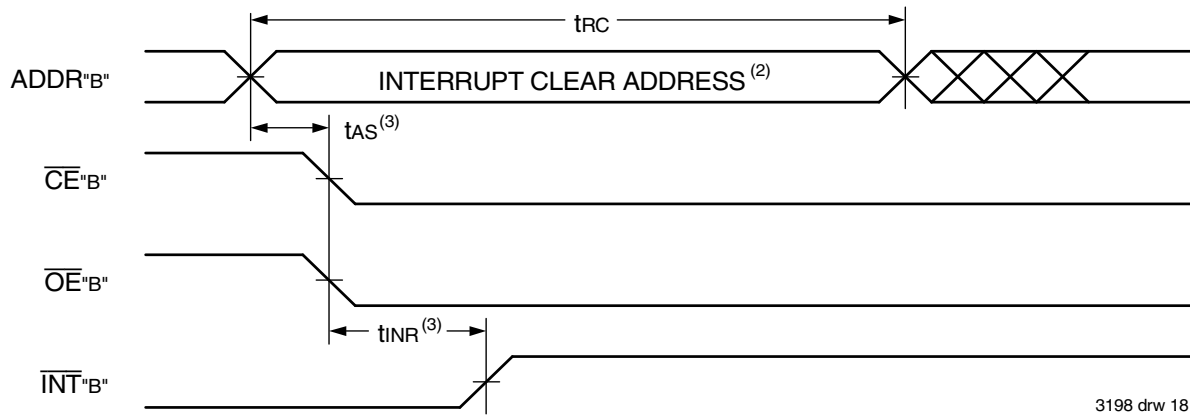 tRC
ADDR"B"
INTERRUPT CLEAR ADDRESS (2)
tAS(3)
CE"B"
OE"B"
tINR(3)
INT"B"
3198 drw 18